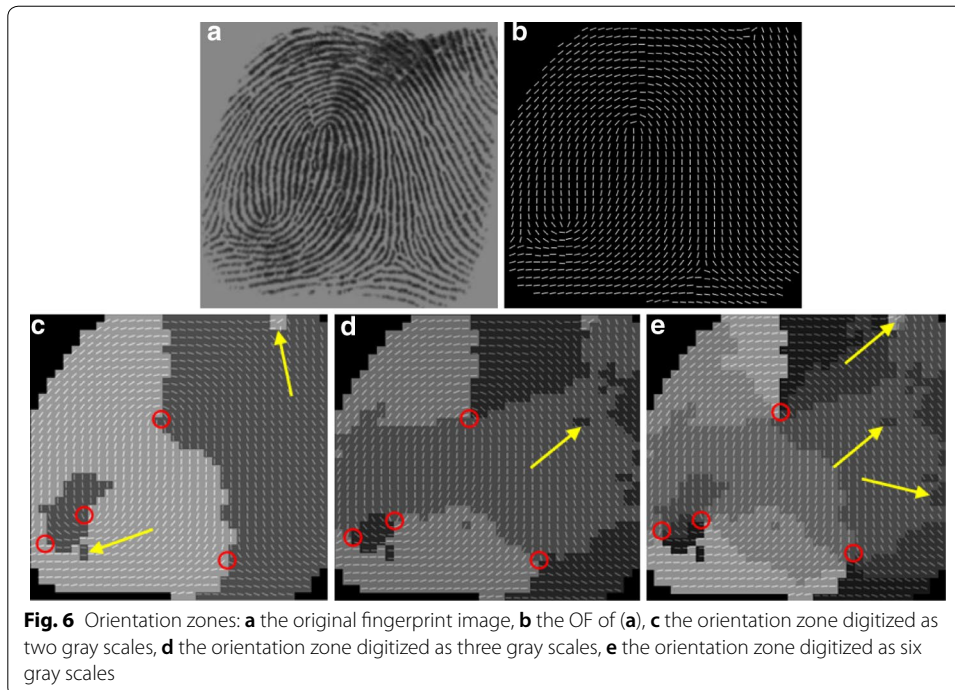 a
b
c
d
e
Fig. 6 Orientation zones: a the original fingerprint image, b the OF of (a), c the orientation zone digitized as
two gray scales, d the orientation zone digitized as three gray scales, e the orientation zone digitized as six
gray scales